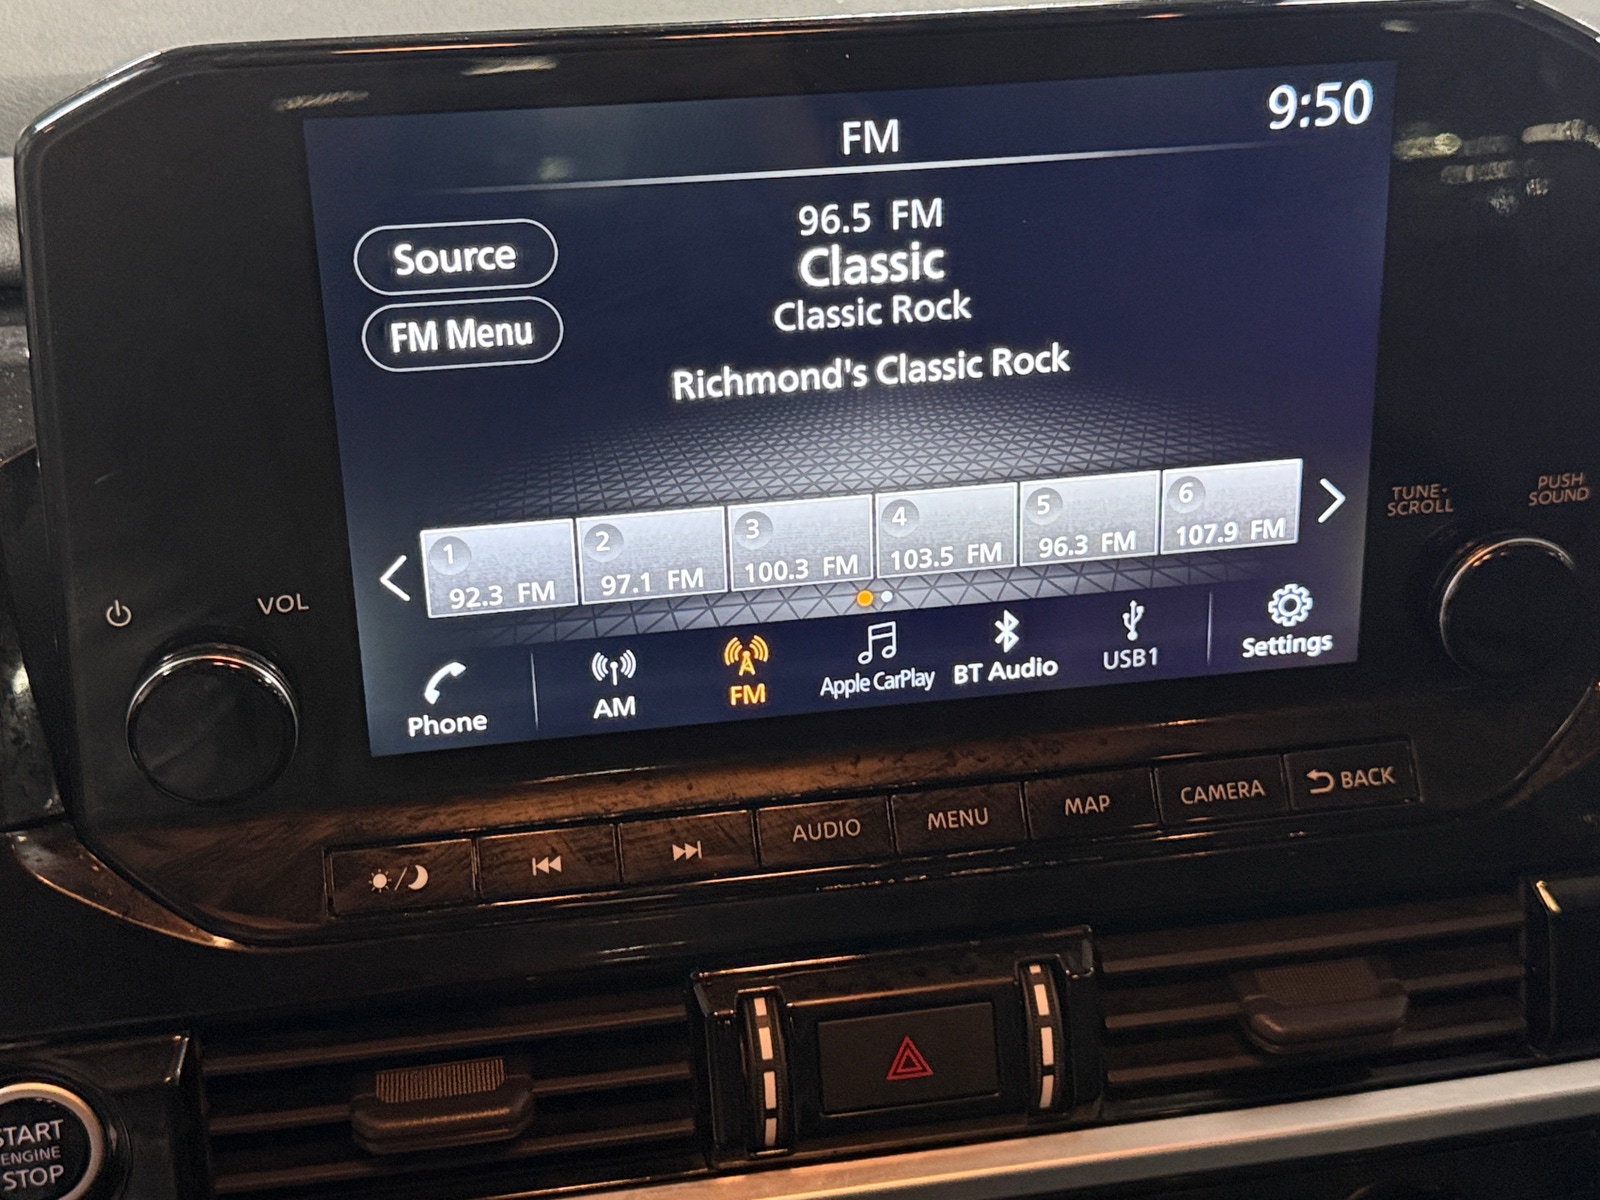 9:50
FM
96.5 FM
Source
Classic
Classic Rock
FM Menu
Richmond's Classic Rock
1
92.3 FM
2
97.1 FM
3
100.3 FM
4
103.5 FM
5
96.3 FM
6
107.9 FM
TUNE·
SCROLL
PUSH
SOUND
VOL
Phone
AM
FM
Apple CarPlay
BT Audio
USB1
Settings
AUDIO
MENU
MAP
CAMERA
BACK
START
ENGINE
STOP